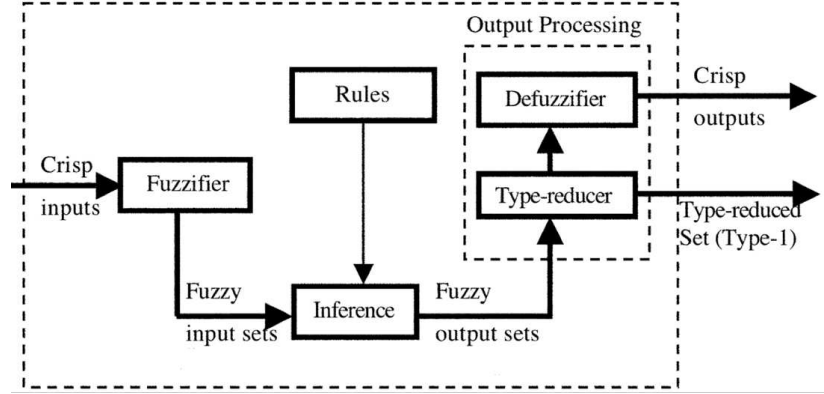 Output Processing
Rules
Defuzzifier
Crisp
outputs
Crisp
inputs
Fuzzifier
Type-reducer
Type-reduced
Set (Type-1)
Fuzzy
input sets
Inference
Fuzzy
output sets